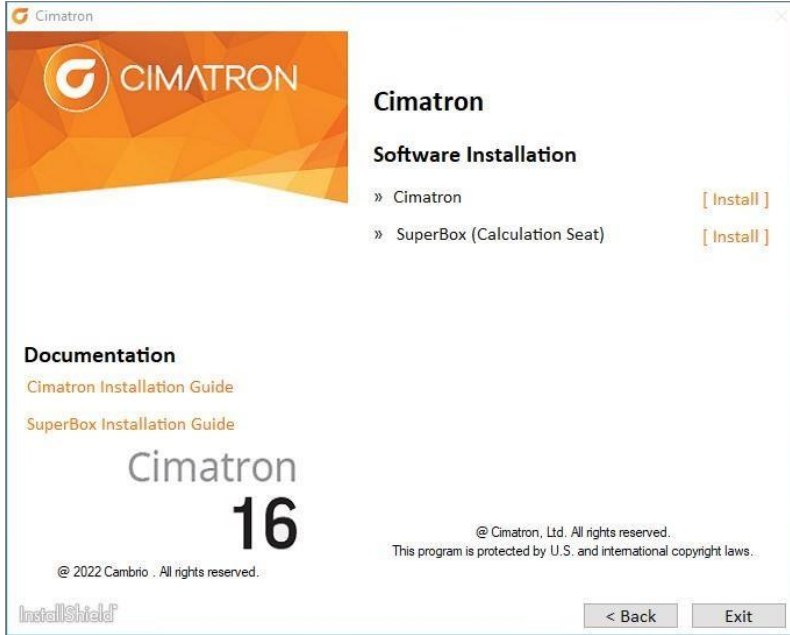 Cimatron
CIMATRON
Cimatron
Software Installation
» Cimatron [ Install ]
» SuperBox (Calculation Seat) [ Install ]
Documentation
Cimatron Installation Guide
SuperBox Installation Guide
Cimatron
16
@ 2022 Cambrio . All rights reserved.
@ Cimatron, Ltd. All rights reserved.
This program is protected by U.S. and international copyright laws.
InstallShield
< Back Exit